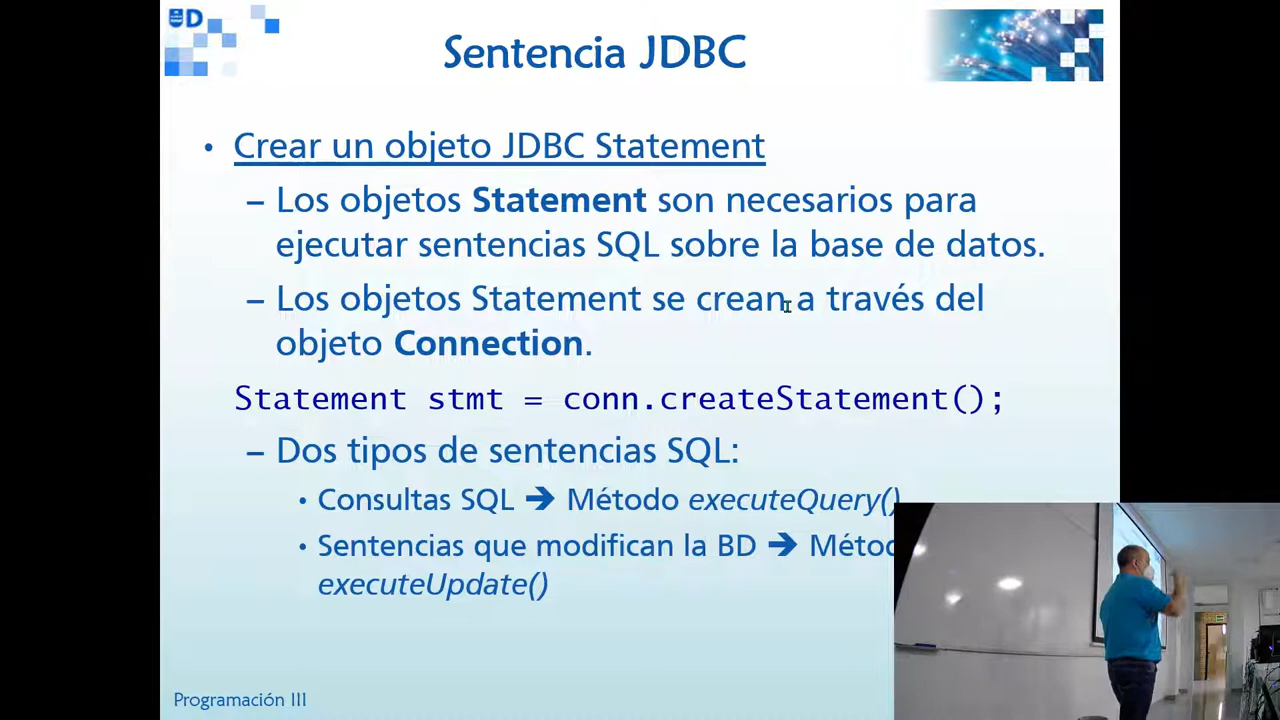 UD
Sentencia JDBC
• Crear un objeto JDBC Statement
– Los objetos Statement son necesarios para
ejecutar sentencias SQL sobre la base de datos.
– Los objetos Statement se crean a través del
objeto Connection.
Statement stmt = conn.createStatement();
– Dos tipos de sentencias SQL:
• Consultas SQL ➔ Método executeQuery()
• Sentencias que modifican la BD ➔ Métod
executeUpdate()
Programación III